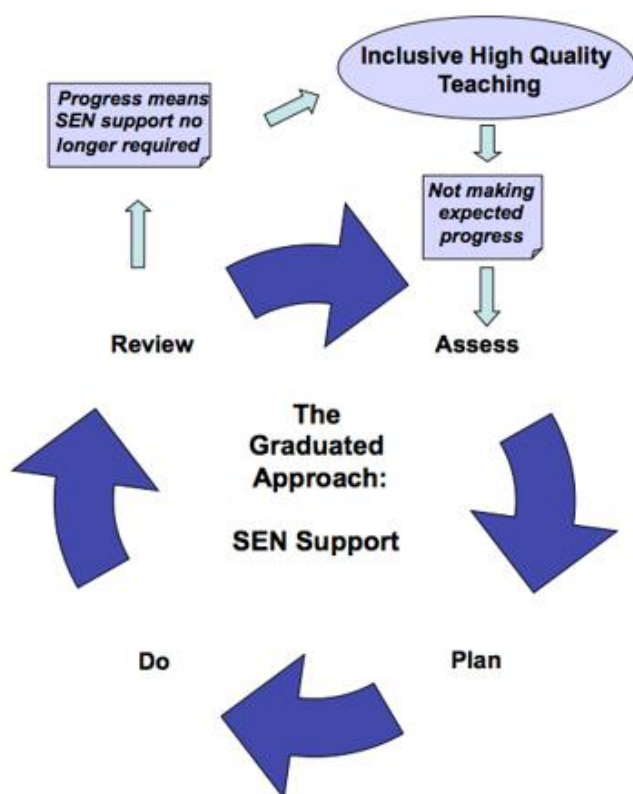 Inclusive High Quality
Teaching
Progress means
SEN support no
longer required
Not making
expected
progress
Review
Assess
The
Graduated
Approach:
SEN Support
Do
Plan